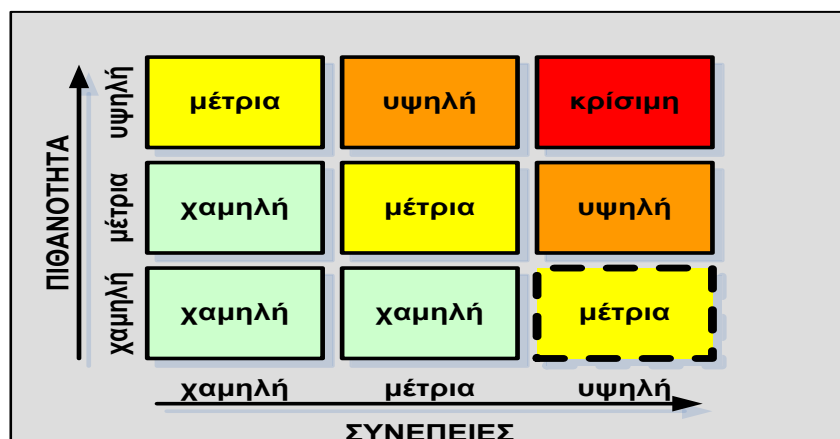 ΠΙΘΑΝΟΤΗΤΑ
υψηλή
μέτρια υψηλή κρίσιμη
μέτρια
χαμηλή μέτρια υψηλή
χαμηλή
χαμηλή χαμηλή μέτρια
χαμηλή μέτρια υψηλή
ΣΥΝΕΠΕΙΕΣ